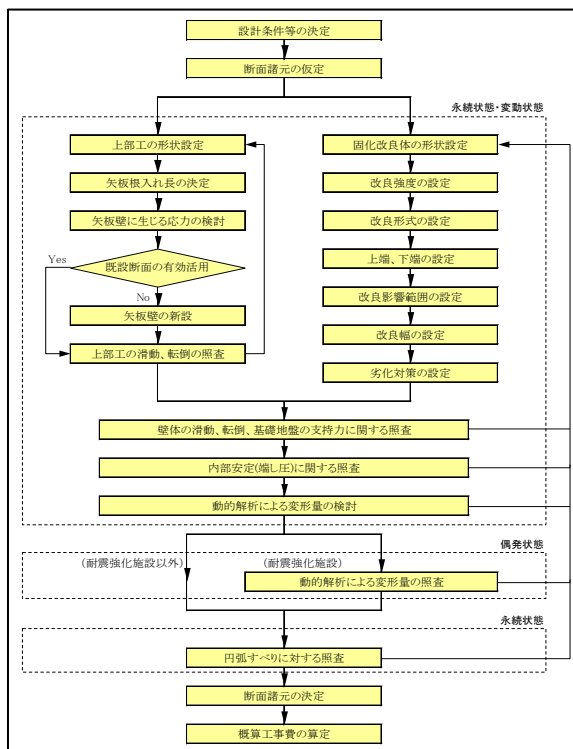 設計条件等の決定
断面諸元の仮定
永続状態・変動状態
上部工の形状設定
矢板根入れ長の決定
矢板壁に生じる応力の検討
Yes
既設断面の有効活用
No
矢板壁の新設
上部工の滑動、転倒の照査
固化改良体の形状設定
改良強度の設定
改良形式の設定
上端、下端の設定
改良影響範囲の設定
改良幅の設定
劣化対策の設定
壁体の滑動、転倒、基礎地盤の支持力に関する照査
内部安定(端し圧)に関する照査
動的解析による変形量の検討
偶発状態
(耐震強化施設以外)
(耐震強化施設)
動的解析による変形量の照査
永続状態
円弧すべりに対する照査
断面諸元の決定
概算工事費の算定